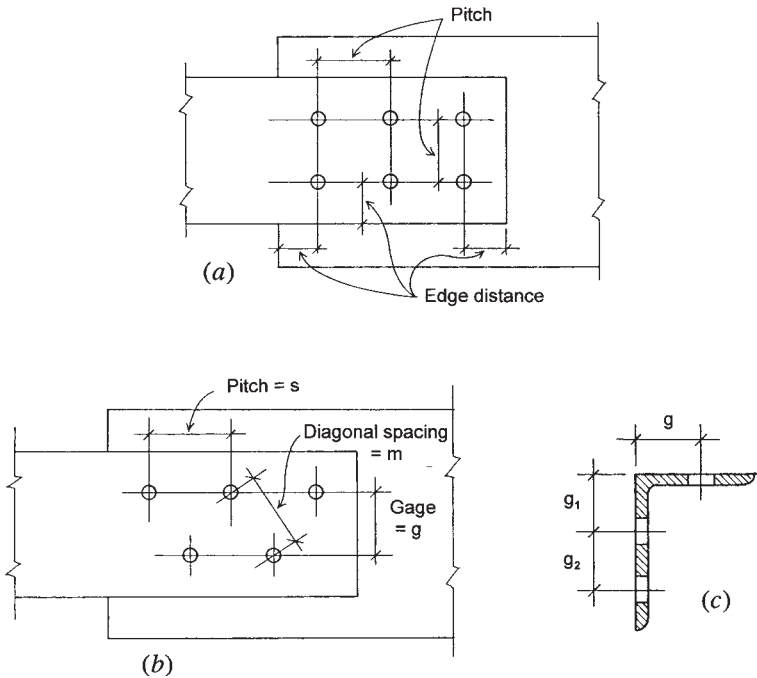 Pitch
(a)
Edge distance
Pitch = s
Diagonal spacing
= m
Gage
= g
(b)
g
g₁
g₂
(c)